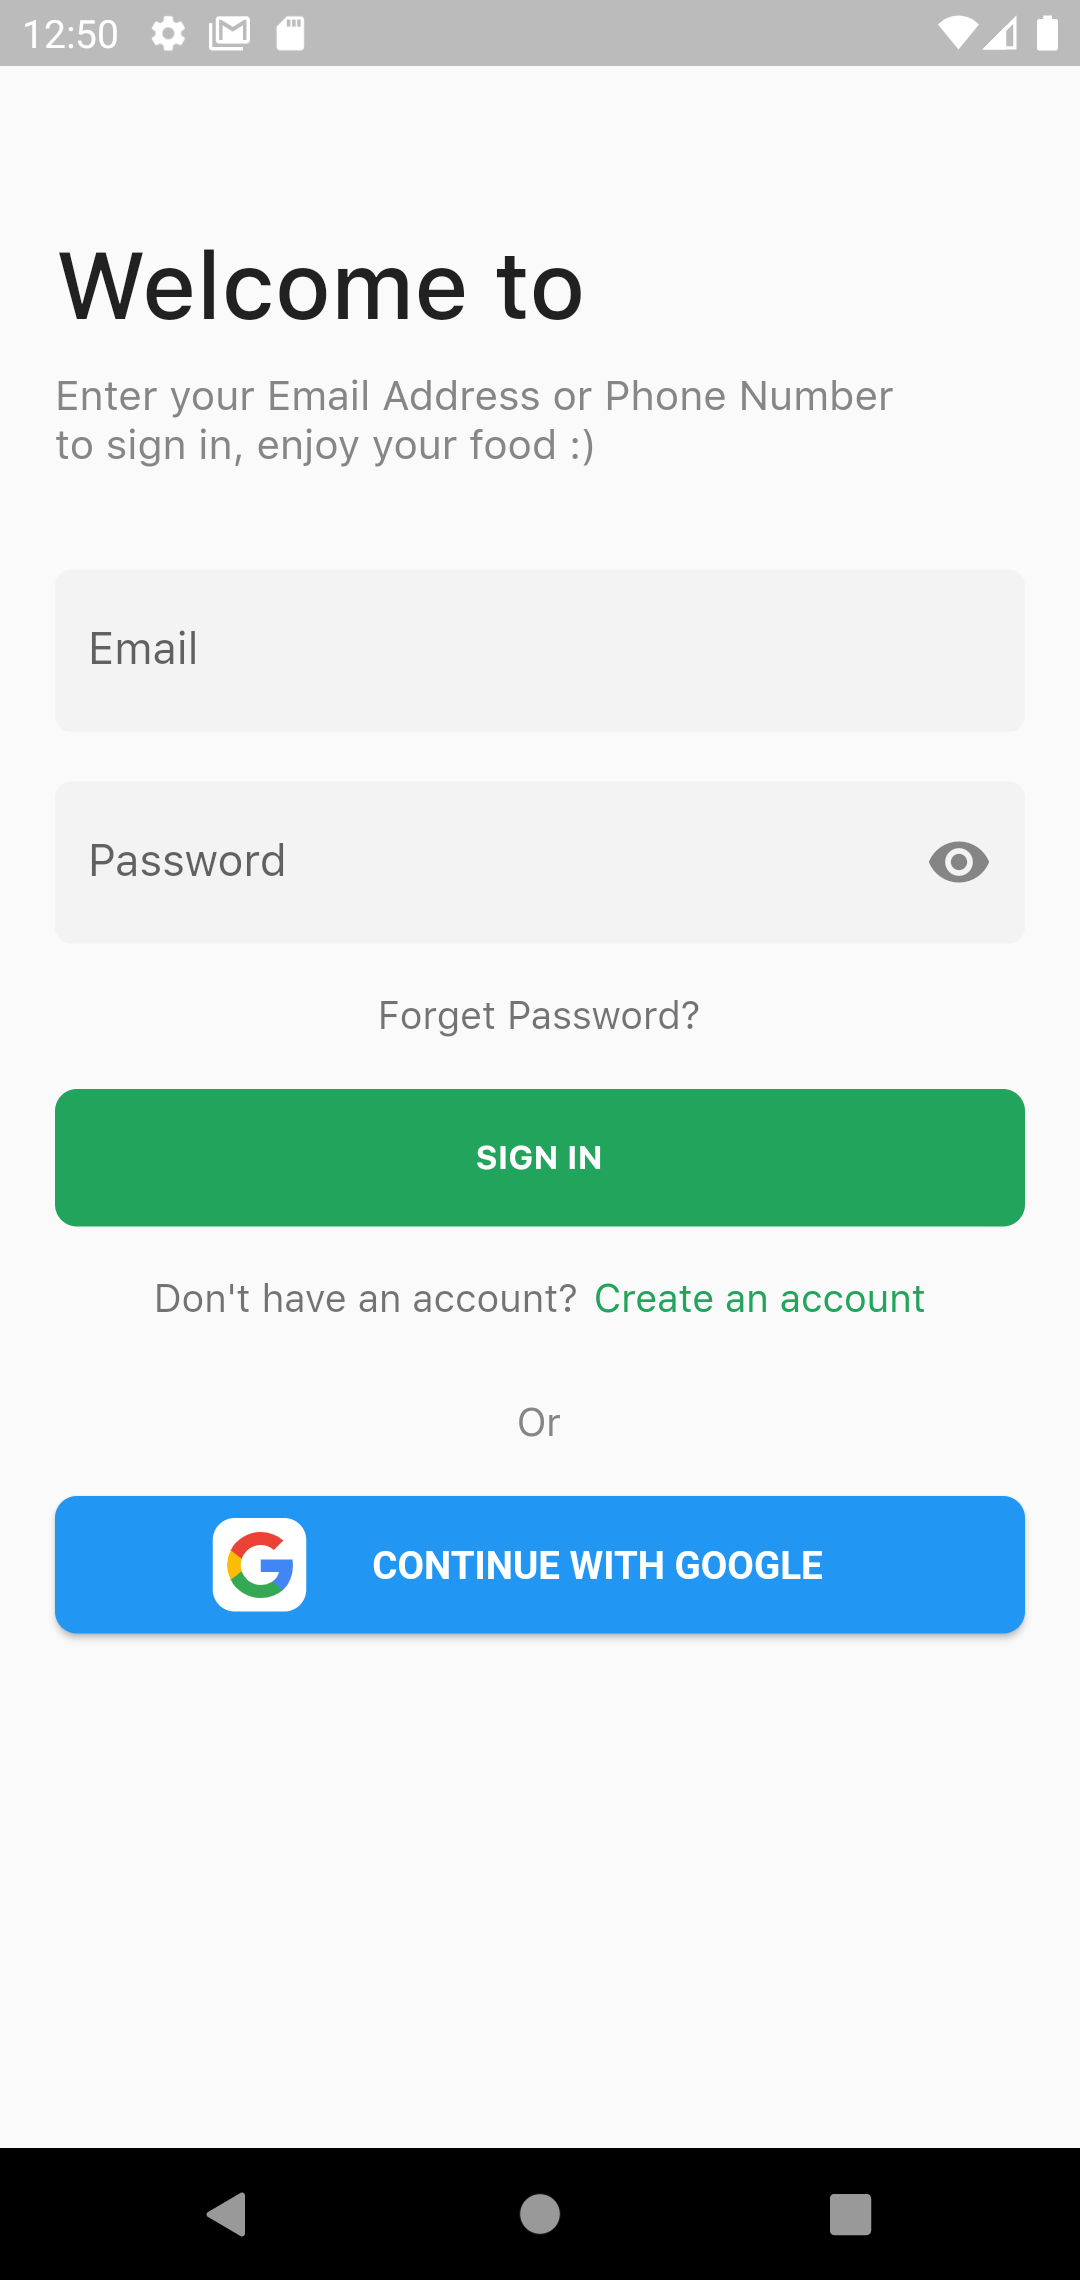 12:50
Welcome to
Enter your Email Address or Phone Number
to sign in, enjoy your food :)
Email
Password
Forget Password?
SIGN IN
Don't have an account? Create an account
Or
CONTINUE WITH GOOGLE